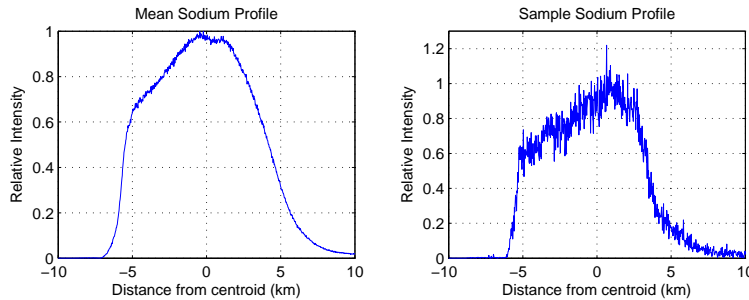 Mean Sodium Profile
1
0.8
0.6
0.4
0.2
0
Relative Intensity
−10 −5 0 5 10
Distance from centroid (km)
Sample Sodium Profile
1.2
1
0.8
0.6
0.4
0.2
0
Relative Intensity
−10 −5 0 5 10
Distance from centroid (km)